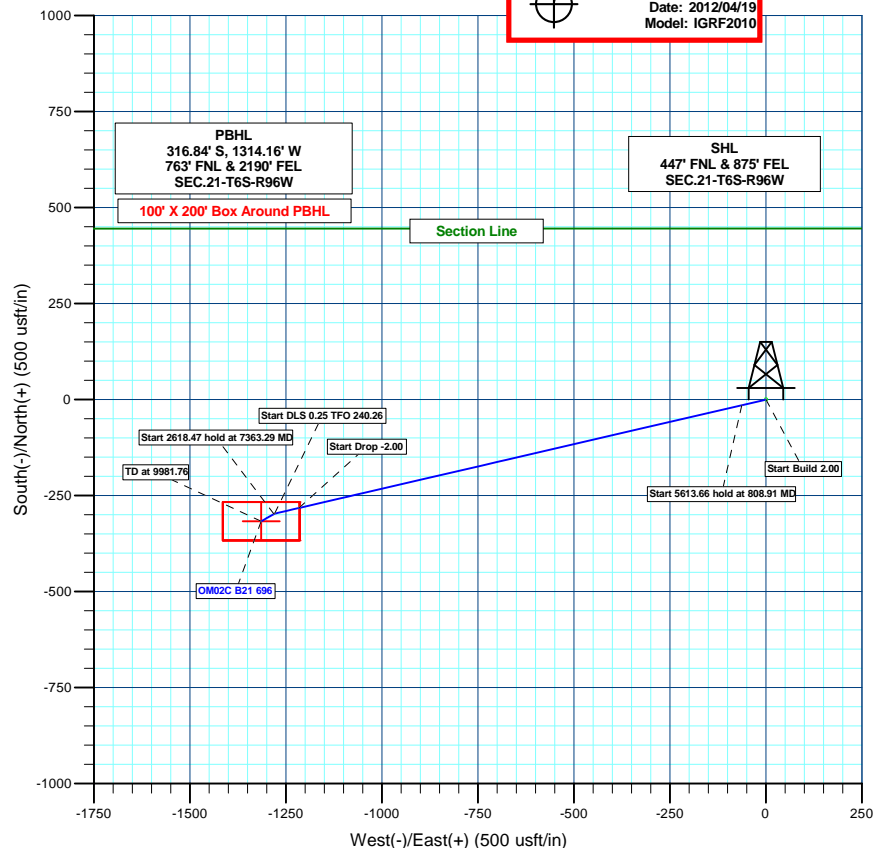 Date: 2012/04/19
Model: IGRF2010
1000
750
500
250
0
-250
-500
-750
-1000
South(-)/North(+) (500 usft/in)
PBHL
316.84' S, 1314.16' W
763' FNL & 2190' FEL
SEC.21-T6S-R96W
100' X 200' Box Around PBHL
SHL
447' FNL & 875' FEL
SEC.21-T6S-R96W
Section Line
Start DLS 0.25 TFO 240.26
Start 2618.47 hold at 7363.29 MD
Start Drop -2.00
TD at 9981.76
Start Build 2.00
Start 5613.66 hold at 808.91 MD
OM02C B21 696
-1750
-1500
-1250
-1000
-750
-500
-250
0
250
West(-)/East(+) (500 usft/in)